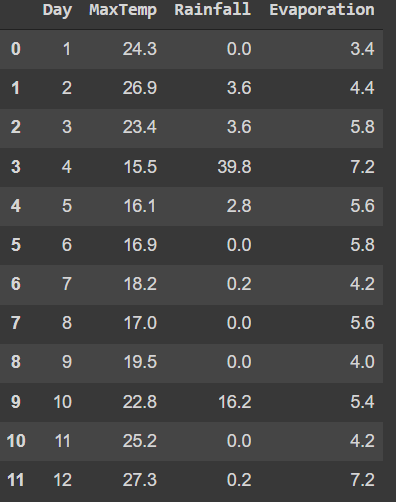 Day MaxTemp Rainfall Evaporation
0 1 24.3 0.0 3.4
1 2 26.9 3.6 4.4
2 3 23.4 3.6 5.8
3 4 15.5 39.8 7.2
4 5 16.1 2.8 5.6
5 6 16.9 0.0 5.8
6 7 18.2 0.2 4.2
7 8 17.0 0.0 5.6
8 9 19.5 0.0 4.0
9 10 22.8 16.2 5.4
10 11 25.2 0.0 4.2
11 12 27.3 0.2 7.2